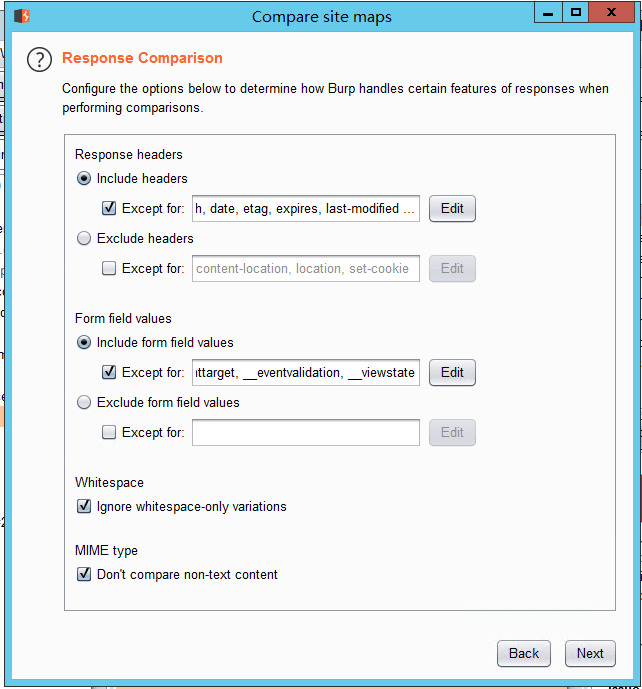 Compare site maps
Response Comparison
Configure the options below to determine how Burp handles certain features of responses when
performing comparisons.
Response headers
Include headers
Except for: h, date, etag, expires, last-modified ... Edit
Exclude headers
Except for: content-location, location, set-cookie Edit
Form field values
Include form field values
Except for: ttarget, __eventvalidation, __viewstate Edit
Exclude form field values
Except for: Edit
Whitespace
Ignore whitespace-only variations
MIME type
Don't compare non-text content
Back Next